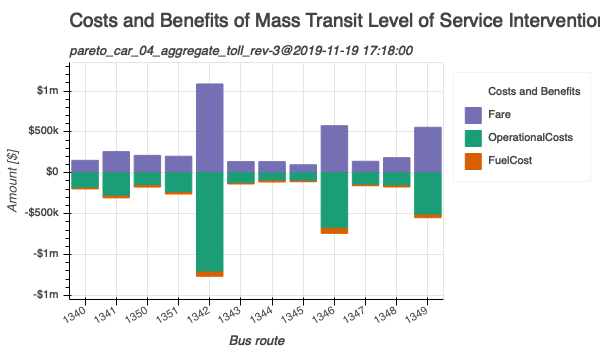 Costs and Benefits of Mass Transit Level of Service Intervention
pareto_car_04_aggregate_toll_rev-3@2019-11-19 17:18:00
Costs and Benefits
Fare
OperationalCosts
FuelCost
Amount [$]
$1m
$500k
$0
-$500k
-$1m
-$1m
1340 1341 1350 1351 1342 1343 1344 1345 1346 1347 1348 1349
Bus route